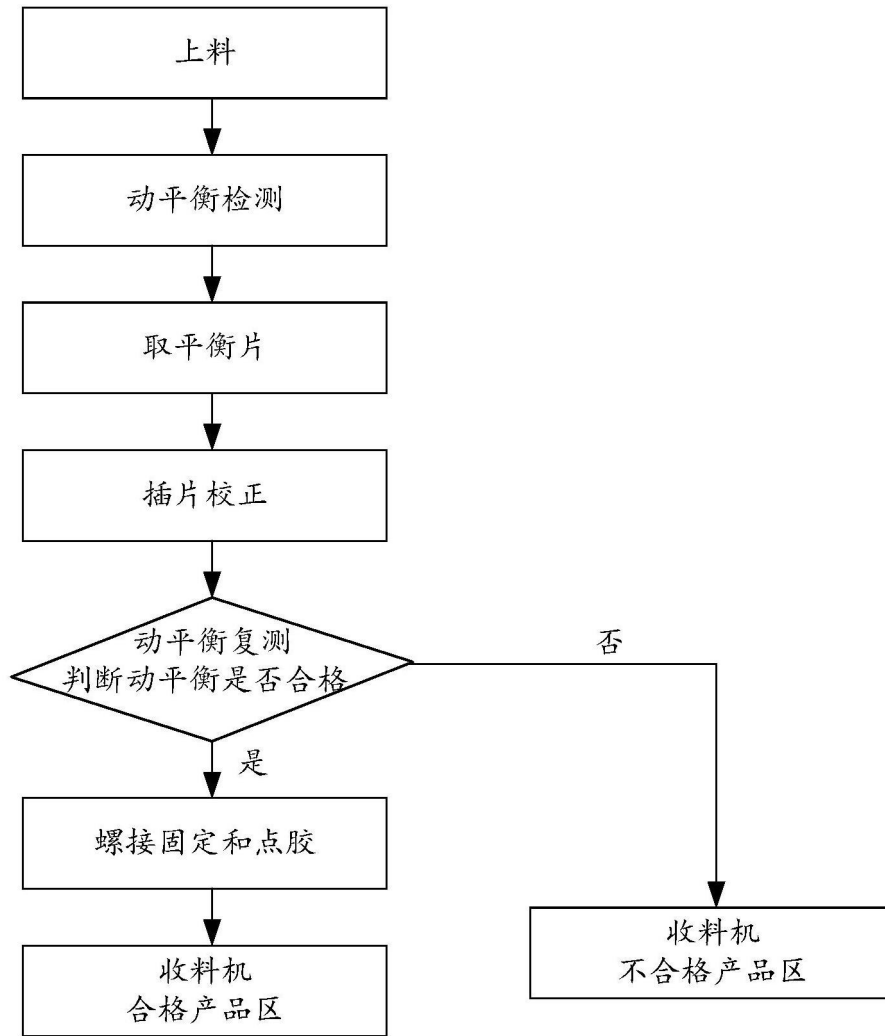 上料
动平衡检测
取平衡片
插片校正
动平衡复测
判断动平衡是否合格
否
是
螺接固定和点胶
收料机
合格产品区
收料机
不合格产品区